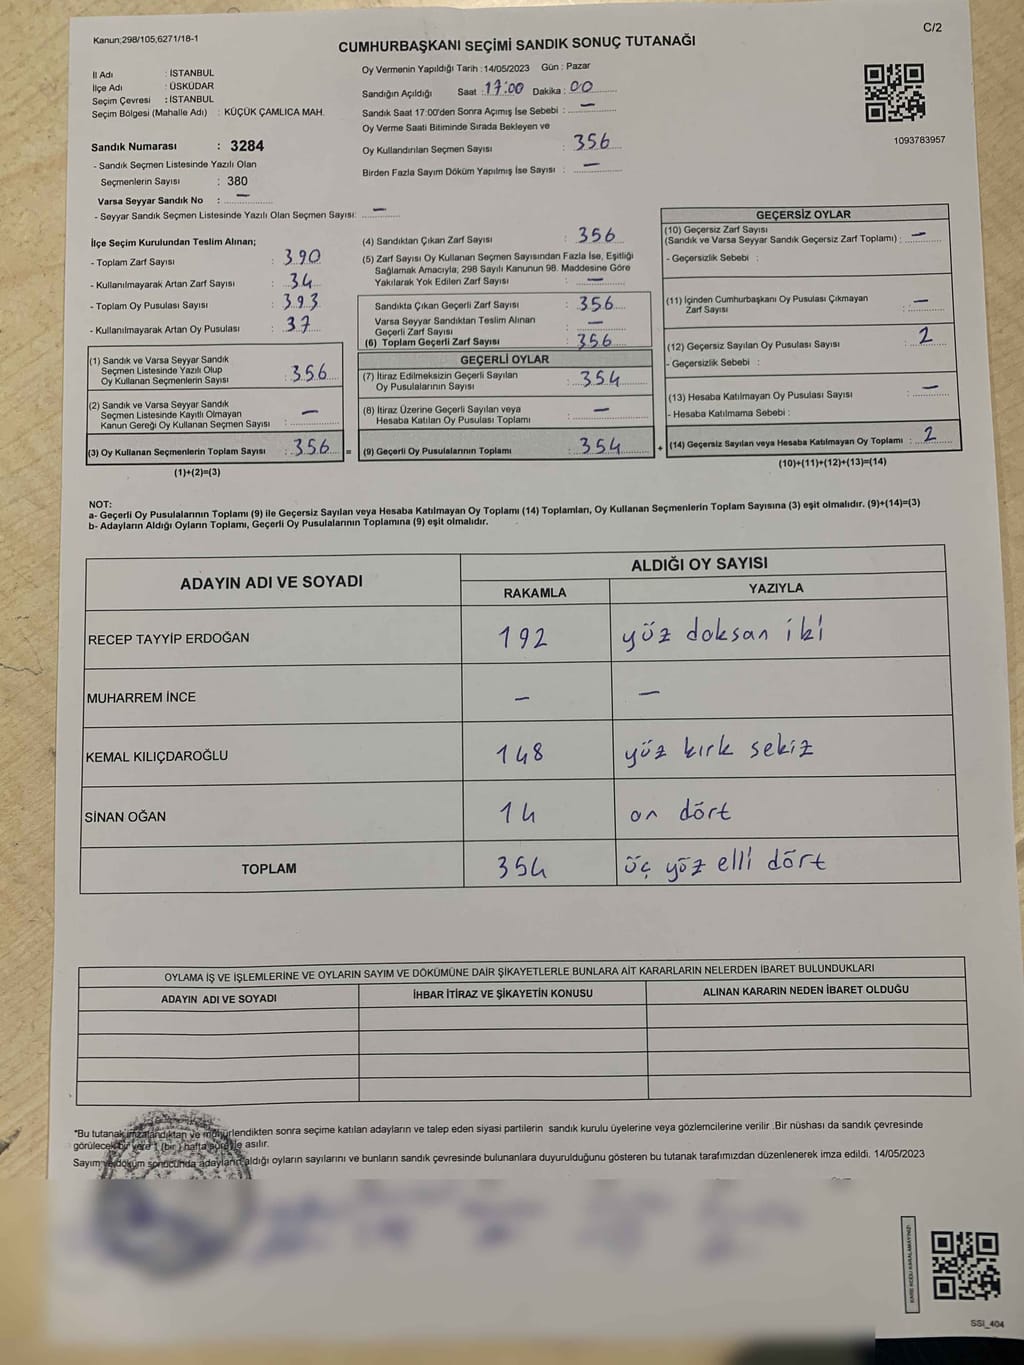 Kanun;298/105;6271/18-1
C/2
CUMHURBAŞKANI SEÇİMİ SANDIK SONUÇ TUTANAĞI
İl Adı : İSTANBUL
İlçe Adı : ÜSKÜDAR
Seçim Çevresi : İSTANBUL
Seçim Bölgesi (Mahalle Adı) : KÜÇÜK ÇAMLICA MAH.
Sandık Numarası : 3284
- Sandık Seçmen Listesinde Yazılı Olan
Seçmenlerin Sayısı : 380
Varsa Seyyar Sandık No : —
- Seyyar Sandık Seçmen Listesinde Yazılı Olan Seçmen Sayısı: —
Oy Vermenin Yapıldığı Tarih :14/05/2023 Gün : Pazar
Sandığın Açıldığı Saat : 17:00 Dakika : 00
Sandık Saat 17:00'den Sonra Açımış İse Sebebi : —
Oy Verme Saati Bitiminde Sırada Bekleyen ve
Oy Kullandırılan Seçmen Sayısı : 356
Birden Fazla Sayım Döküm Yapılmış İse Sayısı : —
1093783957
İlçe Seçim Kurulundan Teslim Alınan;
- Toplam Zarf Sayısı : 390
- Kullanılmayarak Artan Zarf Sayısı : 34
- Toplam Oy Pusulası Sayısı : 393
- Kullanılmayarak Artan Oy Pusulası : 37
(1) Sandık ve Varsa Seyyar Sandık
Seçmen Listesinde Yazılı Olup
Oy Kullanan Seçmenlerin Sayısı : 356
(2) Sandık ve Varsa Seyyar Sandık
Seçmen Listesinde Kayıtlı Olmayan
Kanun Gereği Oy Kullanan Seçmen Sayısı : —
(3) Oy Kullanan Seçmenlerin Toplam Sayısı : 356 =
(1)+(2)=(3)
(4) Sandıktan Çıkan Zarf Sayısı : 356
(5) Zarf Sayısı Oy Kullanan Seçmen Sayısından Fazla İse, Eşitliği
Sağlamak Amacıyla; 298 Sayılı Kanunun 98. Maddesine Göre
Yakılarak Yok Edilen Zarf Sayısı : —
Sandıkta Çıkan Geçerli Zarf Sayısı : 356
Varsa Seyyar Sandıktan Teslim Alınan
Geçerli Zarf Sayısı : —
(6) Toplam Geçerli Zarf Sayısı : 356
GEÇERLİ OYLAR
(7) İtiraz Edilmeksizin Geçerli Sayılan
Oy Pusulalarının Sayısı : 354
(8) İtiraz Üzerine Geçerli Sayılan veya
Hesaba Katılan Oy Pusulası Toplamı : —
(9) Geçerli Oy Pusulalarının Toplamı : 354 +
GEÇERSİZ OYLAR
(10) Geçersiz Zarf Sayısı
(Sandık ve Varsa Seyyar Sandık Geçersiz Zarf Toplamı) : —
- Geçersizlik Sebebi :
(11) İçinden Cumhurbaşkanı Oy Pusulası Çıkmayan
Zarf Sayısı : —
(12) Geçersiz Sayılan Oy Pusulası Sayısı : 2
- Geçersizlik Sebebi :
(13) Hesaba Katılmayan Oy Pusulası Sayısı : —
- Hesaba Katılmama Sebebi :
(14) Geçersiz Sayılan veya Hesaba Katılmayan Oy Toplamı : 2
(10)+(11)+(12)+(13)=(14)
NOT:
a- Geçerli Oy Pusulalarının Toplamı (9) ile Geçersiz Sayılan veya Hesaba Katılmayan Oy Toplamı (14) Toplamları, Oy Kullanan Seçmenlerin Toplam Sayısına (3) eşit olmalıdır. (9)+(14)=(3)
b- Adayların Aldığı Oyların Toplamı, Geçerli Oy Pusulalarının Toplamına (9) eşit olmalıdır.
ADAYIN ADI VE SOYADI
ALDIĞI OY SAYISI
RAKAMLA YAZIYLA
RECEP TAYYİP ERDOĞAN 192 yüz doksan iki
MUHARREM İNCE — —
KEMAL KILIÇDAROĞLU 148 yüz kırk sekiz
SİNAN OĞAN 14 on dört
TOPLAM 354 üç yüz elli dört
OYLAMA İŞ VE İŞLEMLERİNE VE OYLARIN SAYIM VE DÖKÜMÜNE DAİR ŞİKAYETLERLE BUNLARA AİT KARARLARIN NELERDEN İBARET BULUNDUKLARI
ADAYIN ADI VE SOYADI İHBAR İTİRAZ VE ŞİKAYETİN KONUSU ALINAN KARARIN NEDEN İBARET OLDUĞU
*Bu tutanak imzalandıktan ve mühürlendikten sonra seçime katılan adayların ve talep eden siyasi partilerin sandık kurulu üyelerine veya gözlemcilerine verilir .Bir nüshası da sandık çevresinde
görülecek bir yere 1 (bir) hafta süreyle asılır.
Sayım ve döküm sonucunda adayların aldığı oyların sayılarını ve bunların sandık çevresinde bulunanlara duyurulduğunu gösteren bu tutanak tarafımızdan düzenlenerek imza edildi. 14/05/2023
KARE KODU KARALAMAYINIZ!
SSI_404